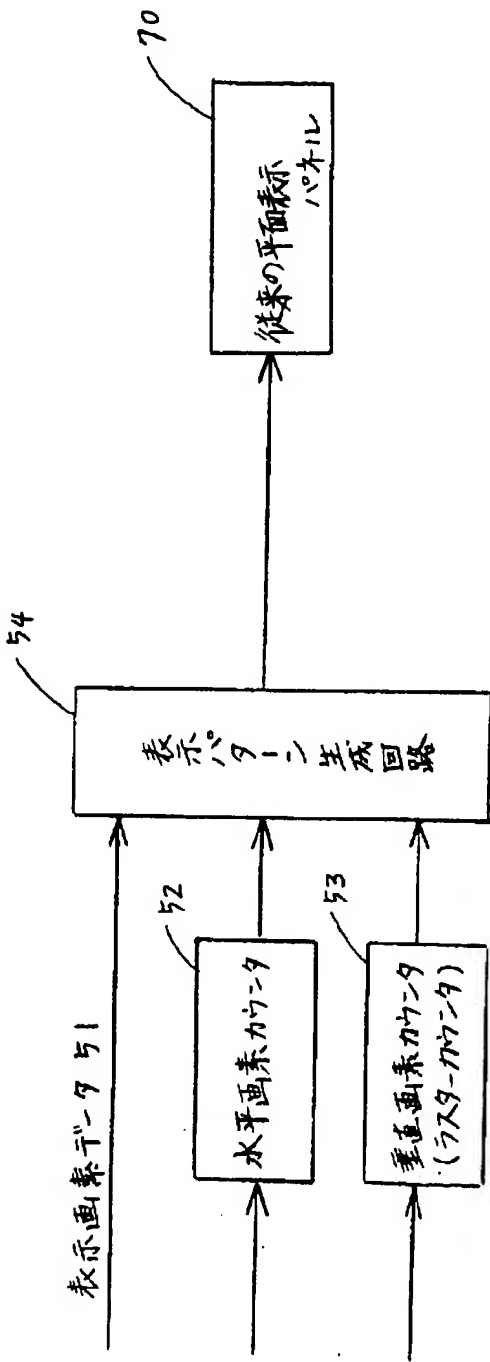 表示画素データ 51
52
水平画素カウンタ
53
垂直画素カウンタ
(ラスターカウンタ)
54
表示パターン生成回路
70
従来の平面表示
パネル